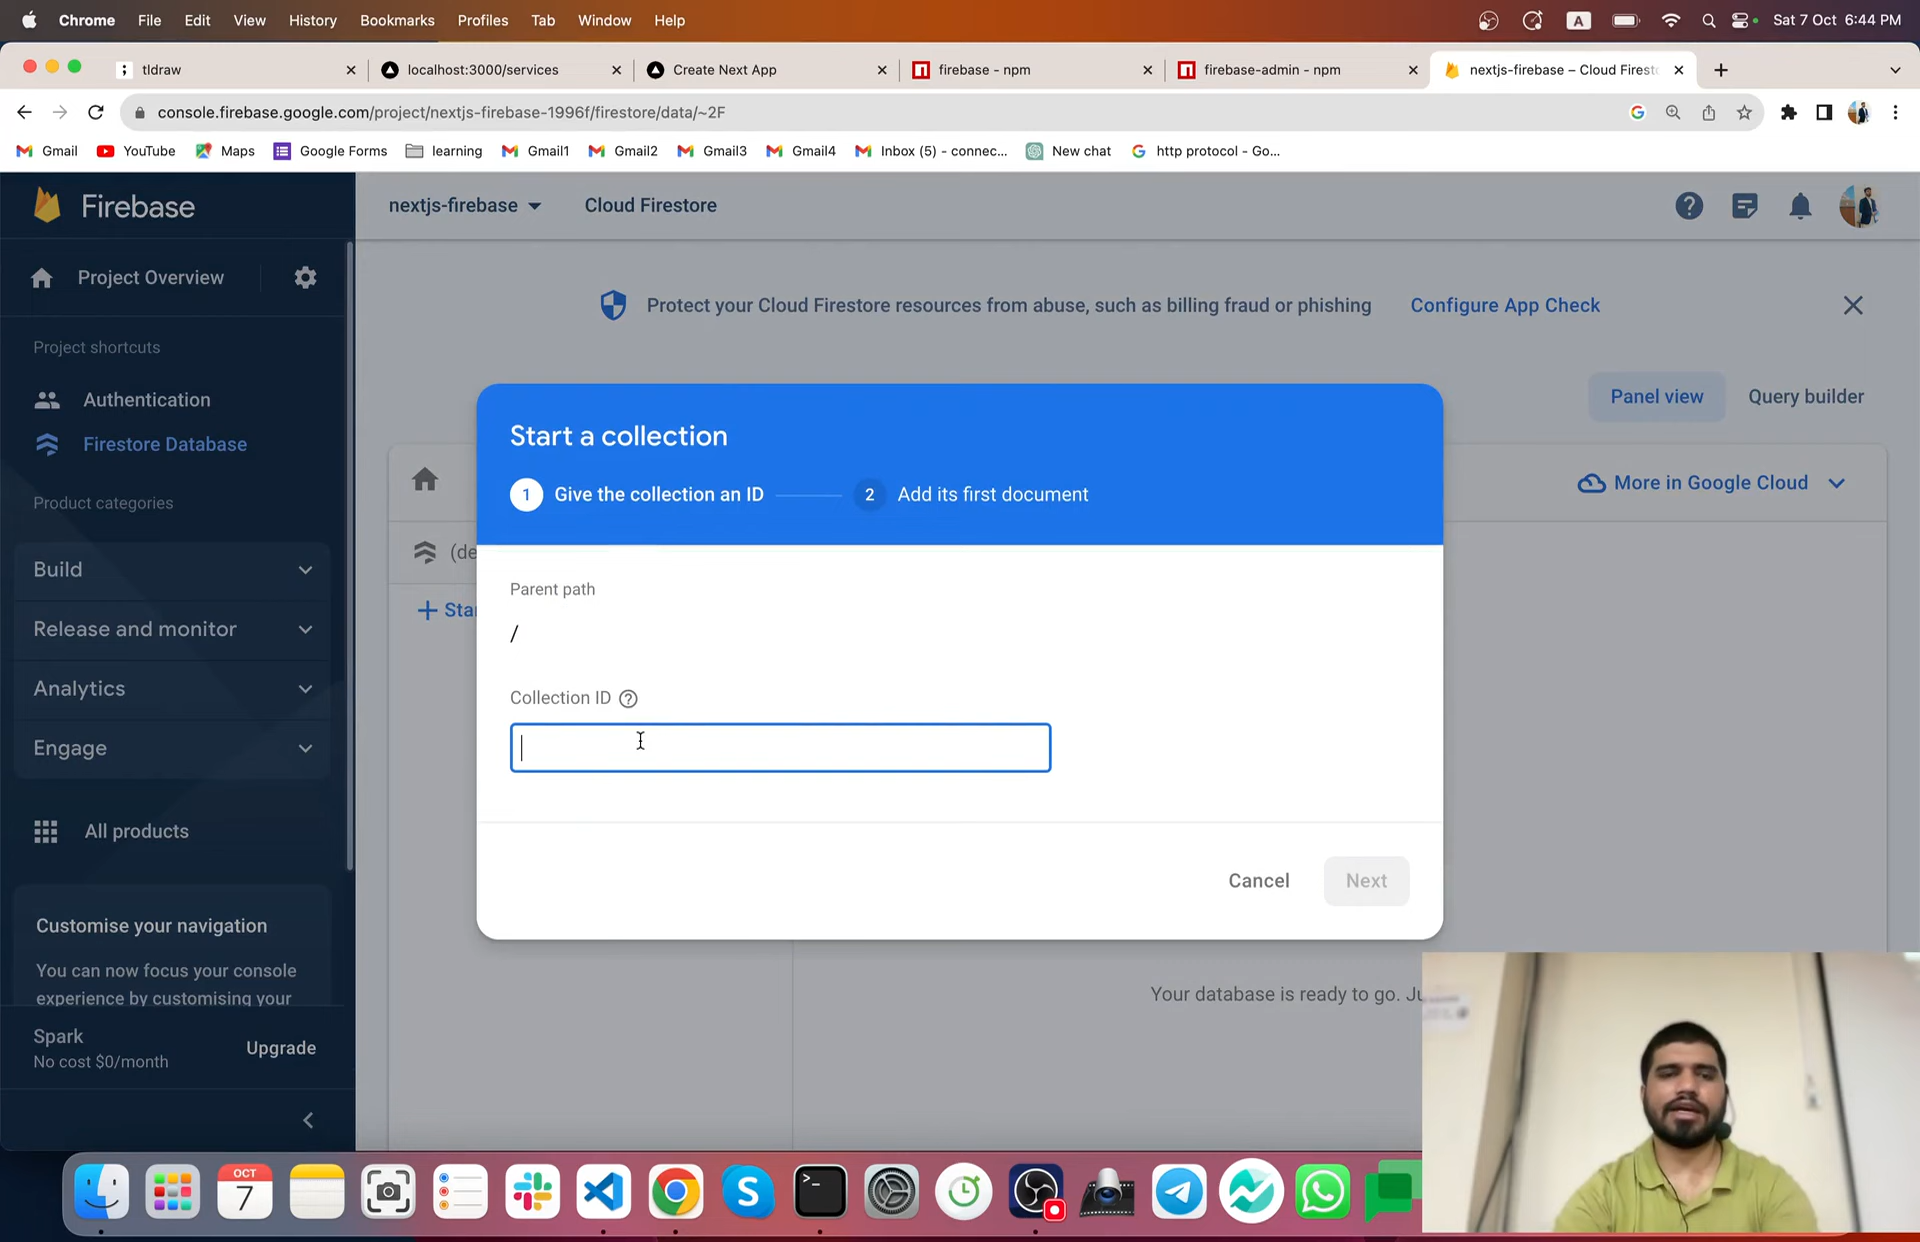 Chrome File Edit View History Bookmarks Profiles Tab Window Help
A Sat 7 Oct 6:44 PM
tldraw
localhost:3000/services
Create Next App
firebase - npm
firebase-admin - npm
nextjs-firebase – Cloud Firest
console.firebase.google.com/project/nextjs-firebase-1996f/firestore/data/~2F
Gmail YouTube Maps Google Forms learning Gmail1 Gmail2 Gmail3 Gmail4 Inbox (5) - connec... New chat http protocol - Go...
Firebase
nextjs-firebase
Cloud Firestore
Project Overview
Protect your Cloud Firestore resources from abuse, such as billing fraud or phishing Configure App Check
Project shortcuts
Authentication
Firestore Database
Product categories
Build
Release and monitor
Analytics
Engage
All products
Customise your navigation
You can now focus your console
experience by customising your
Spark
No cost $0/month
Upgrade
Panel view
Query builder
More in Google Cloud
(de
+ Star
Start a collection
1 Give the collection an ID
2 Add its first document
Parent path
/
Collection ID
Cancel
Next
Your database is ready to go. Ju
OCT
7
S
>_